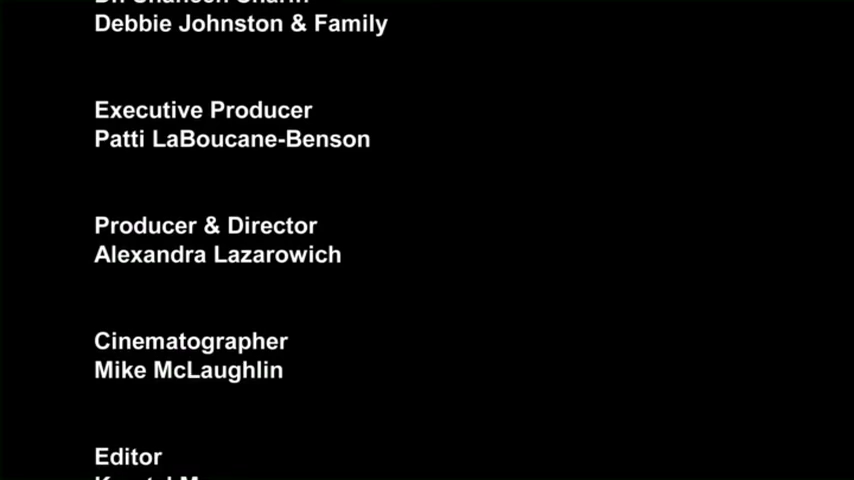 Debbie Johnston & Family
Executive Producer
Patti LaBoucane-Benson
Producer & Director
Alexandra Lazarowich
Cinematographer
Mike McLaughlin
Editor